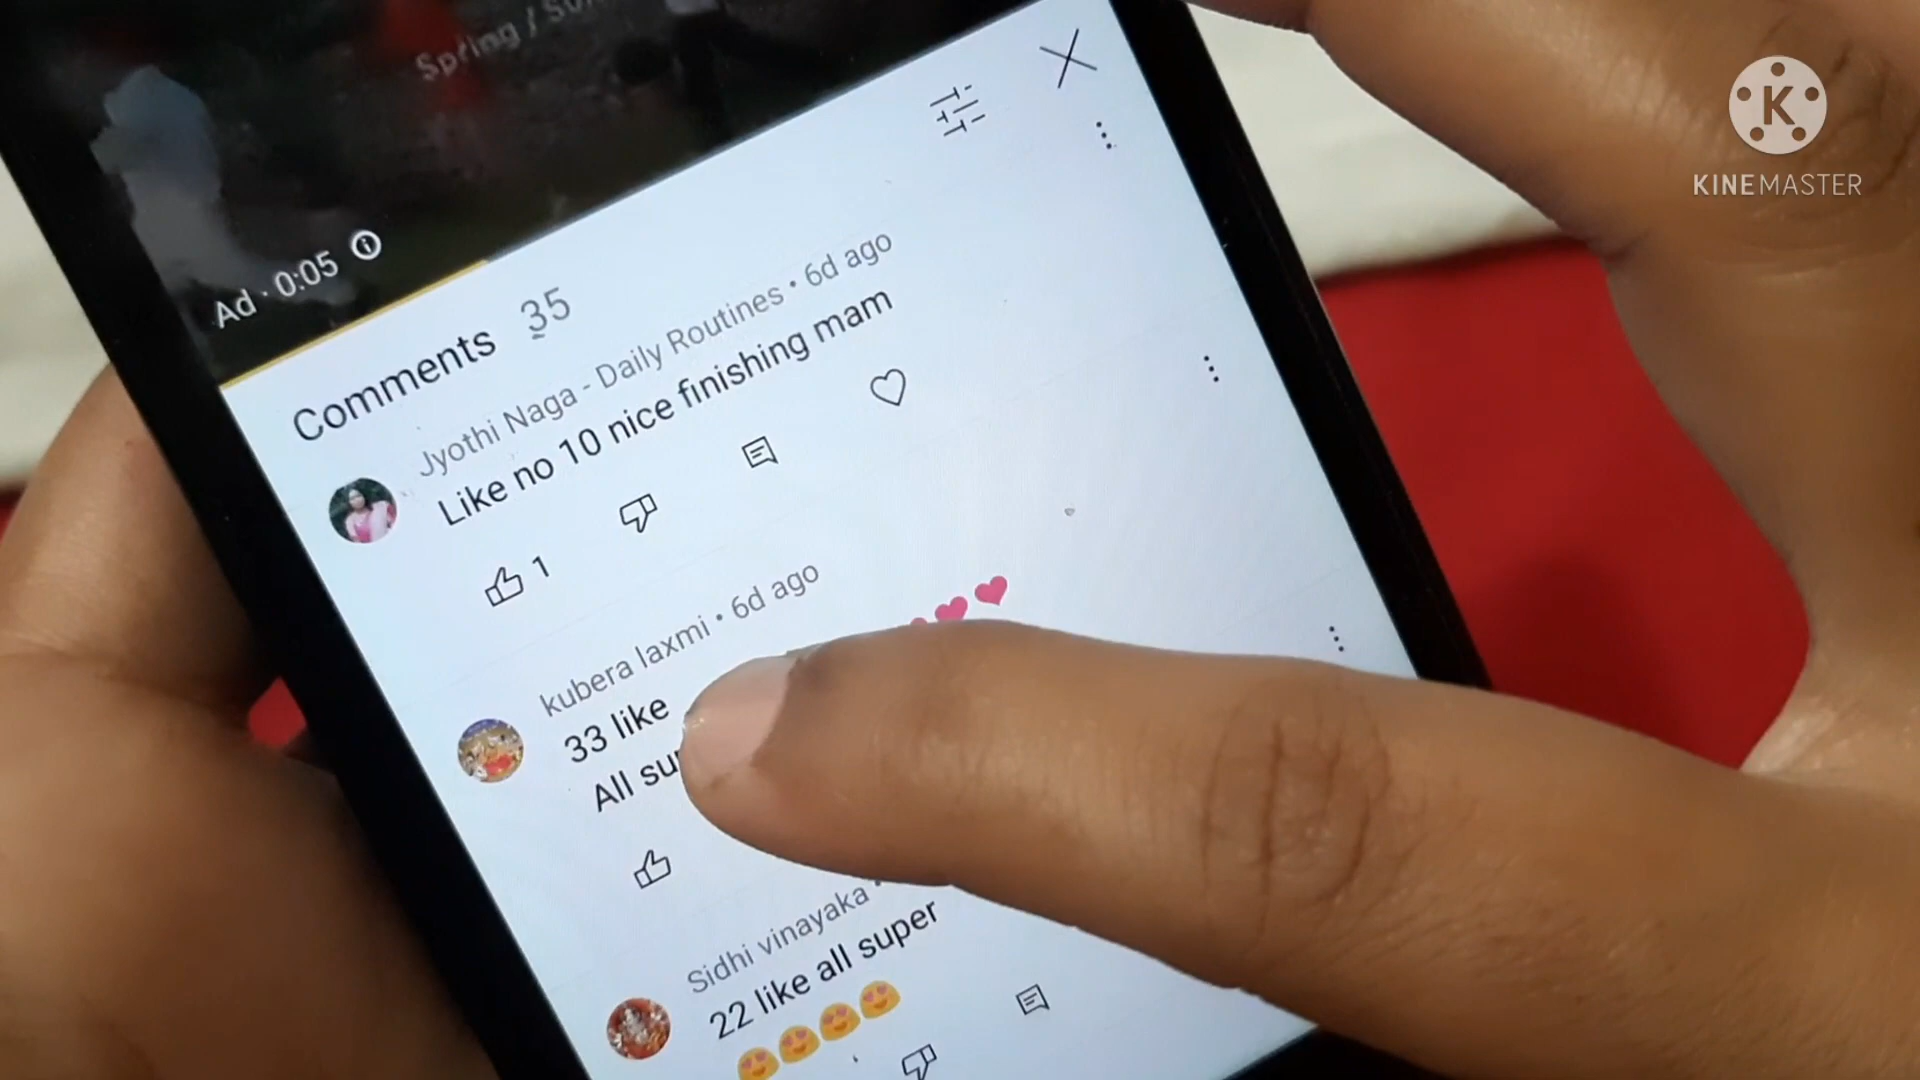 Spring /
KINEMASTER
Ad · 0:05
Comments 35
Jyothi Naga - Daily Routines • 6d ago
Like no 10 nice finishing mam
1
kubera laxmi • 6d ago
33 like 💕❤
All
Sidhi vinayaka •
22 like all super
😍😍😍😍